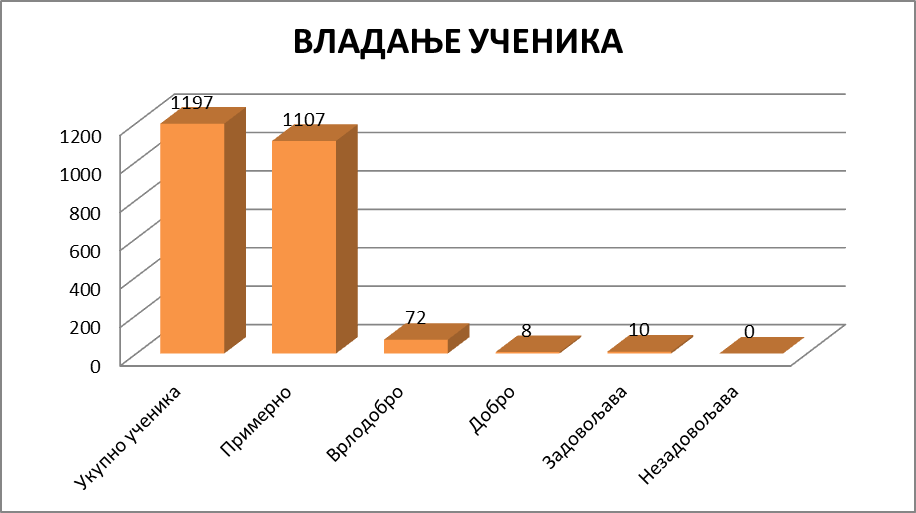 ВЛАДАЊЕ УЧЕНИКА
1197
1107
72
8
10
0
1200
1000
800
600
400
200
0
Укупно ученика
Примерно
Врлодобро
Добро
Задовољава
Незадовољава